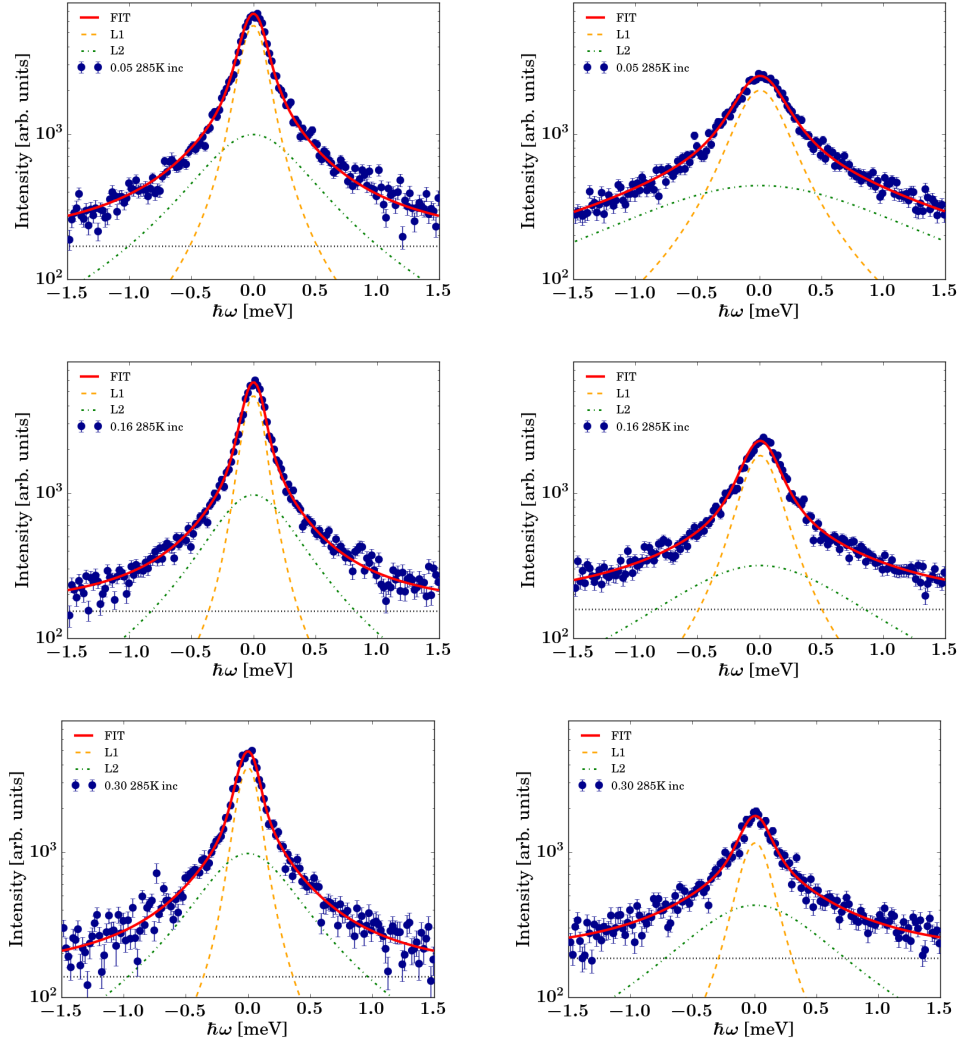 FIT
L1
L2
0.05 285K inc
Intensity [arb. units]
10³
10²
−1.5 −1.0 −0.5 0.0 0.5 1.0 1.5
ℏω [meV]
FIT
L1
L2
0.05 285K inc
Intensity [arb. units]
10³
10²
−1.5 −1.0 −0.5 0.0 0.5 1.0 1.5
ℏω [meV]
FIT
L1
L2
0.16 285K inc
Intensity [arb. units]
10³
10²
−1.5 −1.0 −0.5 0.0 0.5 1.0 1.5
ℏω [meV]
FIT
L1
L2
0.16 285K inc
Intensity [arb. units]
10³
10²
−1.5 −1.0 −0.5 0.0 0.5 1.0 1.5
ℏω [meV]
FIT
L1
L2
0.30 285K inc
Intensity [arb. units]
10³
10²
−1.5 −1.0 −0.5 0.0 0.5 1.0 1.5
ℏω [meV]
FIT
L1
L2
0.30 285K inc
Intensity [arb. units]
10³
10²
−1.5 −1.0 −0.5 0.0 0.5 1.0 1.5
ℏω [meV]